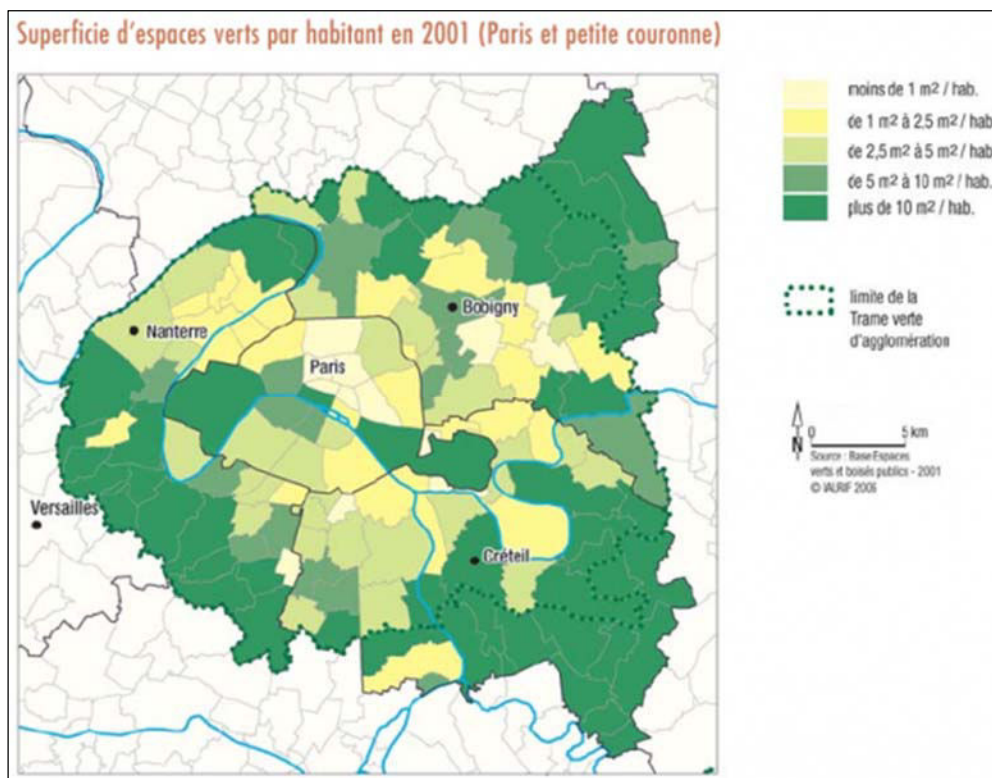 Superficie d'espaces verts par habitant en 2001 (Paris et petite couronne)
moins de 1 m2 / hab.
de 1 m2 à 2.5 m2 / hab
de 2,5 m2 à 5 m2 / hab.
de 5 m2 à 10 m2 / hab.
plus de 10 m2 / hab.
limite de la
Trame verte
d'agglomération
Nanterre
Bobigny
Paris
Versailles
Créteil
N
0 5 km
Source : Base Espaces
verts et boisés publics - 2001
© IAURIF 2006